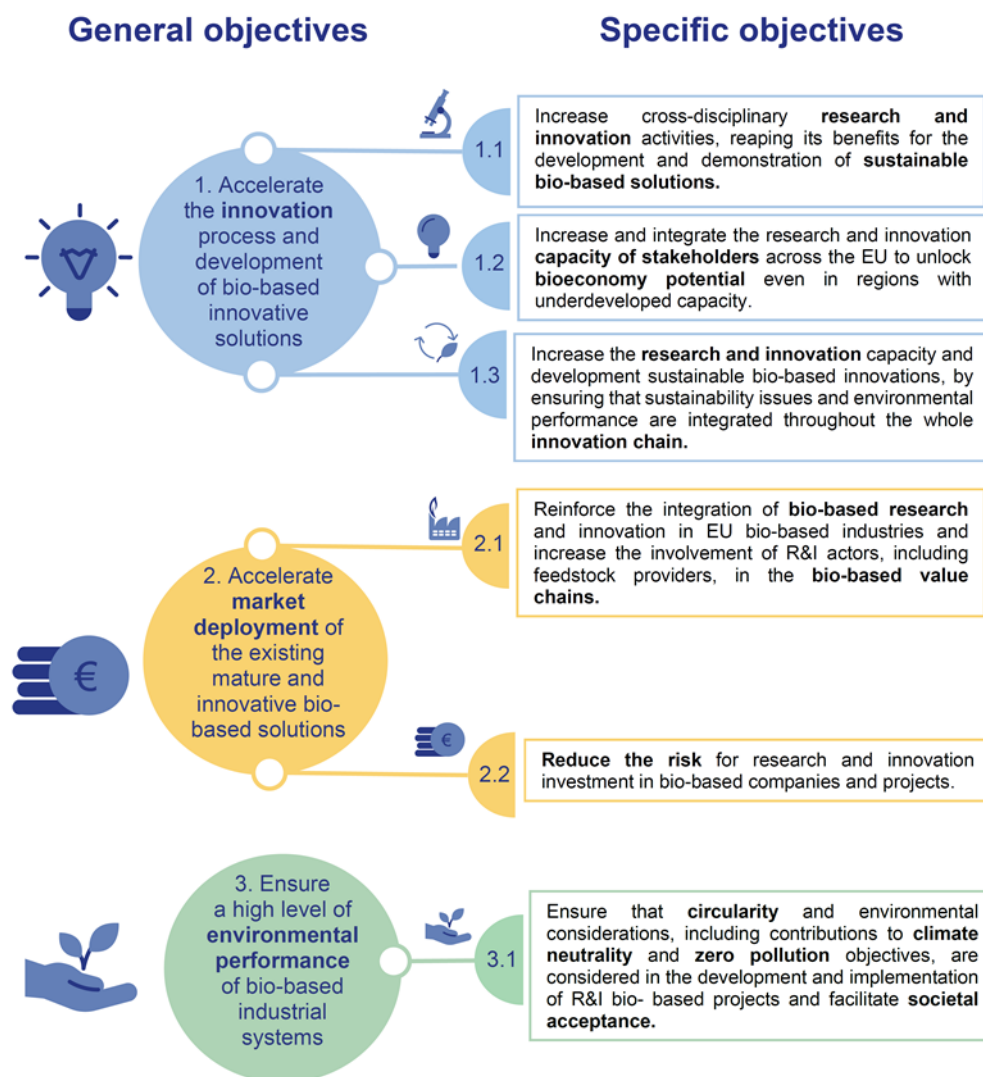 General objectives
Specific objectives
1. Accelerate
the innovation
process and
development
of bio-based
innovative
solutions
1.1
Increase cross-disciplinary research and
innovation activities, reaping its benefits for the
development and demonstration of sustainable
bio-based solutions.
1.2
Increase and integrate the research and innovation
capacity of stakeholders across the EU to unlock
bioeconomy potential even in regions with
underdeveloped capacity.
1.3
Increase the research and innovation capacity and
development sustainable bio-based innovations, by
ensuring that sustainability issues and environmental
performance are integrated throughout the whole
innovation chain.
2. Accelerate
market
deployment of
the existing
mature and
innovative bio-
based solutions
€
2.1
Reinforce the integration of bio-based research
and innovation in EU bio-based industries and
increase the involvement of R&I actors, including
feedstock providers, in the bio-based value
chains.
€
2.2
Reduce the risk for research and innovation
investment in bio-based companies and projects.
3. Ensure
a high level of
environmental
performance
of bio-based
industrial
systems
3.1
Ensure that circularity and environmental
considerations, including contributions to climate
neutrality and zero pollution objectives, are
considered in the development and implementation
of R&I bio- based projects and facilitate societal
acceptance.